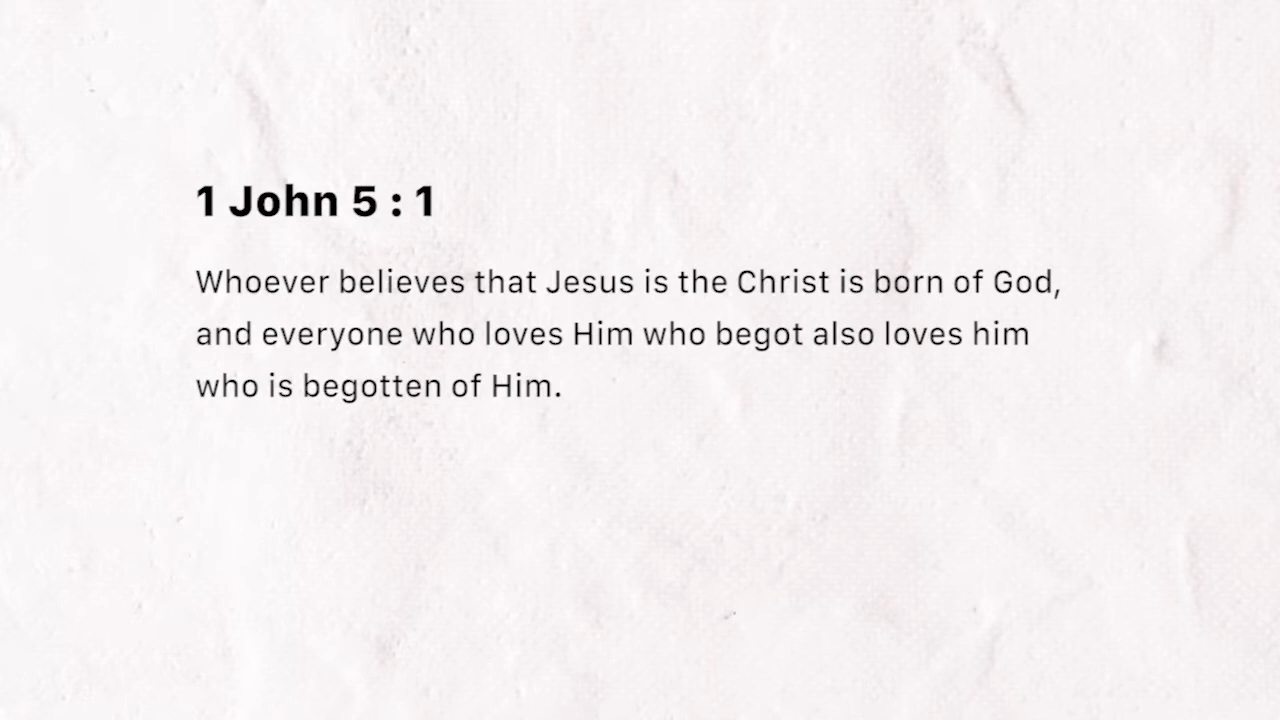 1 John 5 : 1
Whoever believes that Jesus is the Christ is born of God,
and everyone who loves Him who begot also loves him
who is begotten of Him.